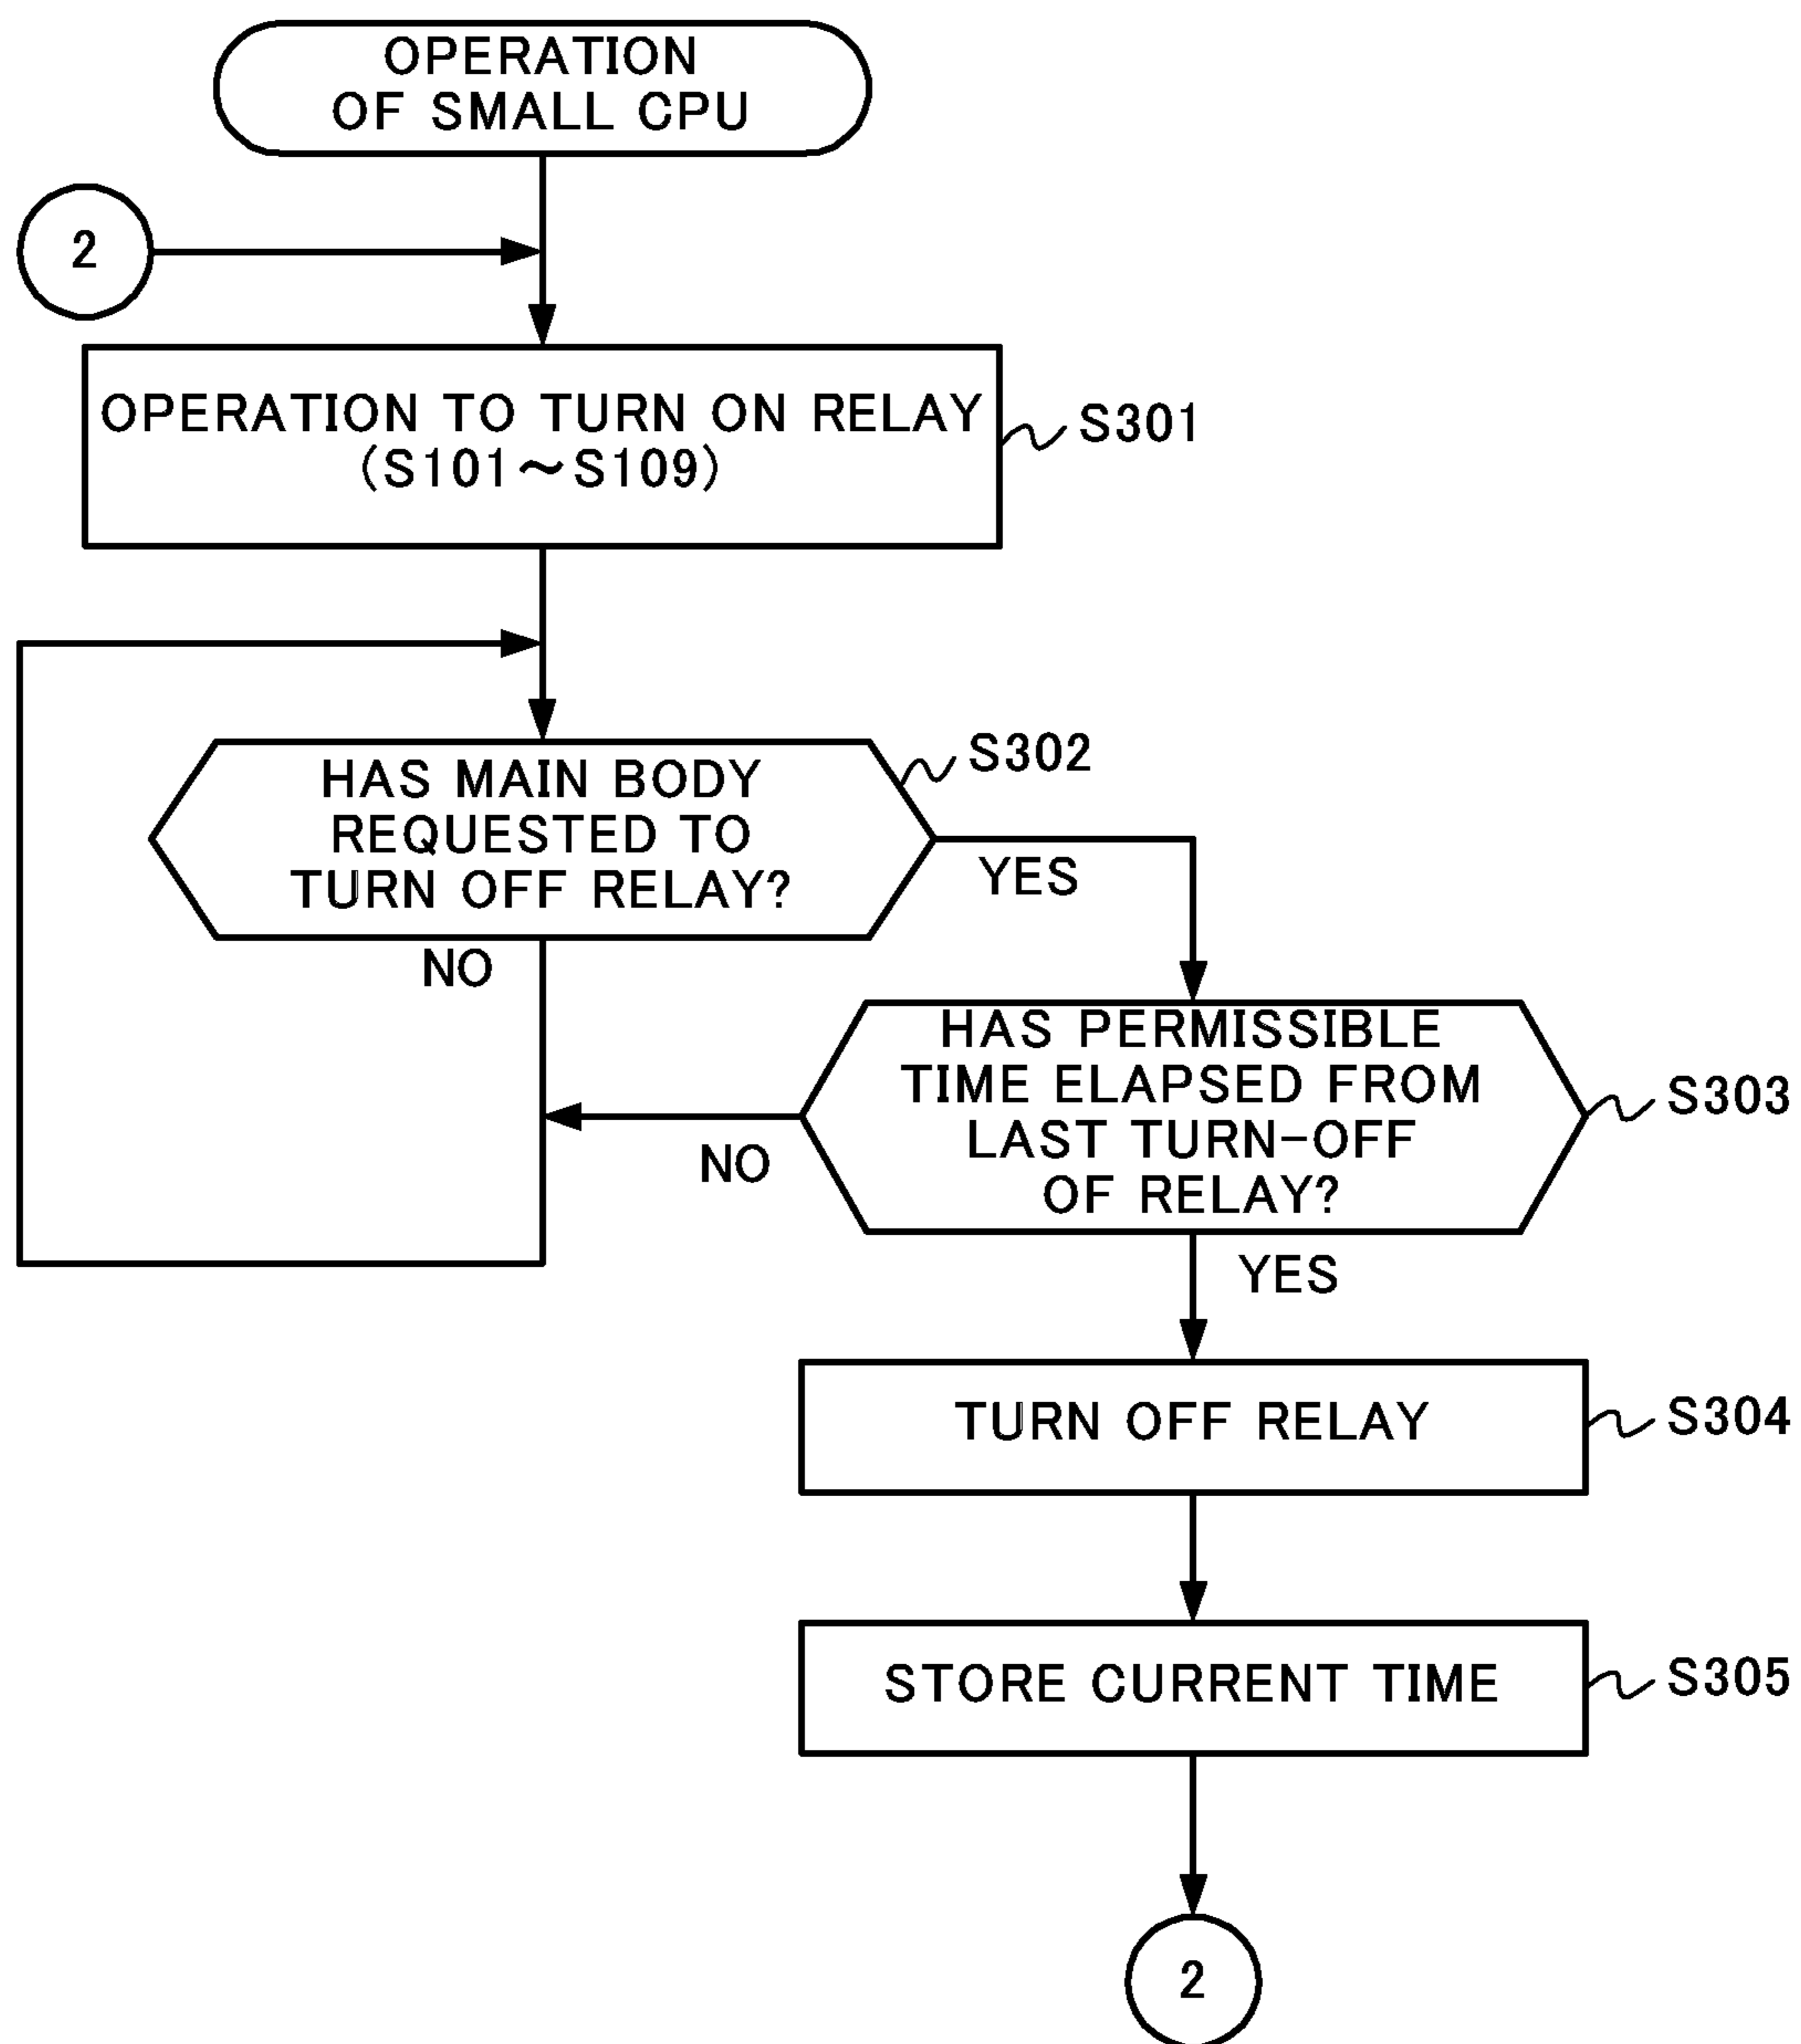 OPERATION
OF SMALL CPU
2
OPERATION TO TURN ON RELAY
(S101～S109)
S301
HAS MAIN BODY
REQUESTED TO
TURN OFF RELAY?
S302
YES
NO
HAS PERMISSIBLE
TIME ELAPSED FROM
LAST TURN-OFF
OF RELAY?
S303
NO
YES
TURN OFF RELAY
S304
STORE CURRENT TIME
S305
2